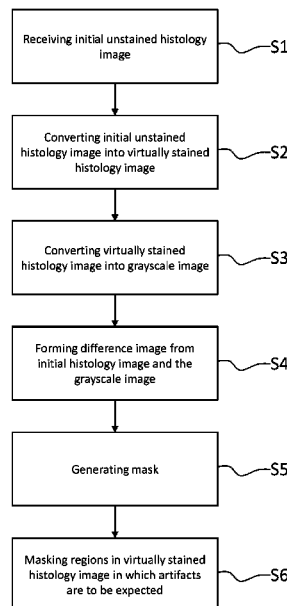 Receiving initial unstained histology
image
S1
Converting initial unstained
histology image into virtually stained
histology image
S2
Converting virtually stained
histology image into grayscale image
S3
Forming difference image from
initial histology image and the
grayscale image
S4
Generating mask
S5
Masking regions in virtually stained
histology image in which artifacts
are to be expected
S6